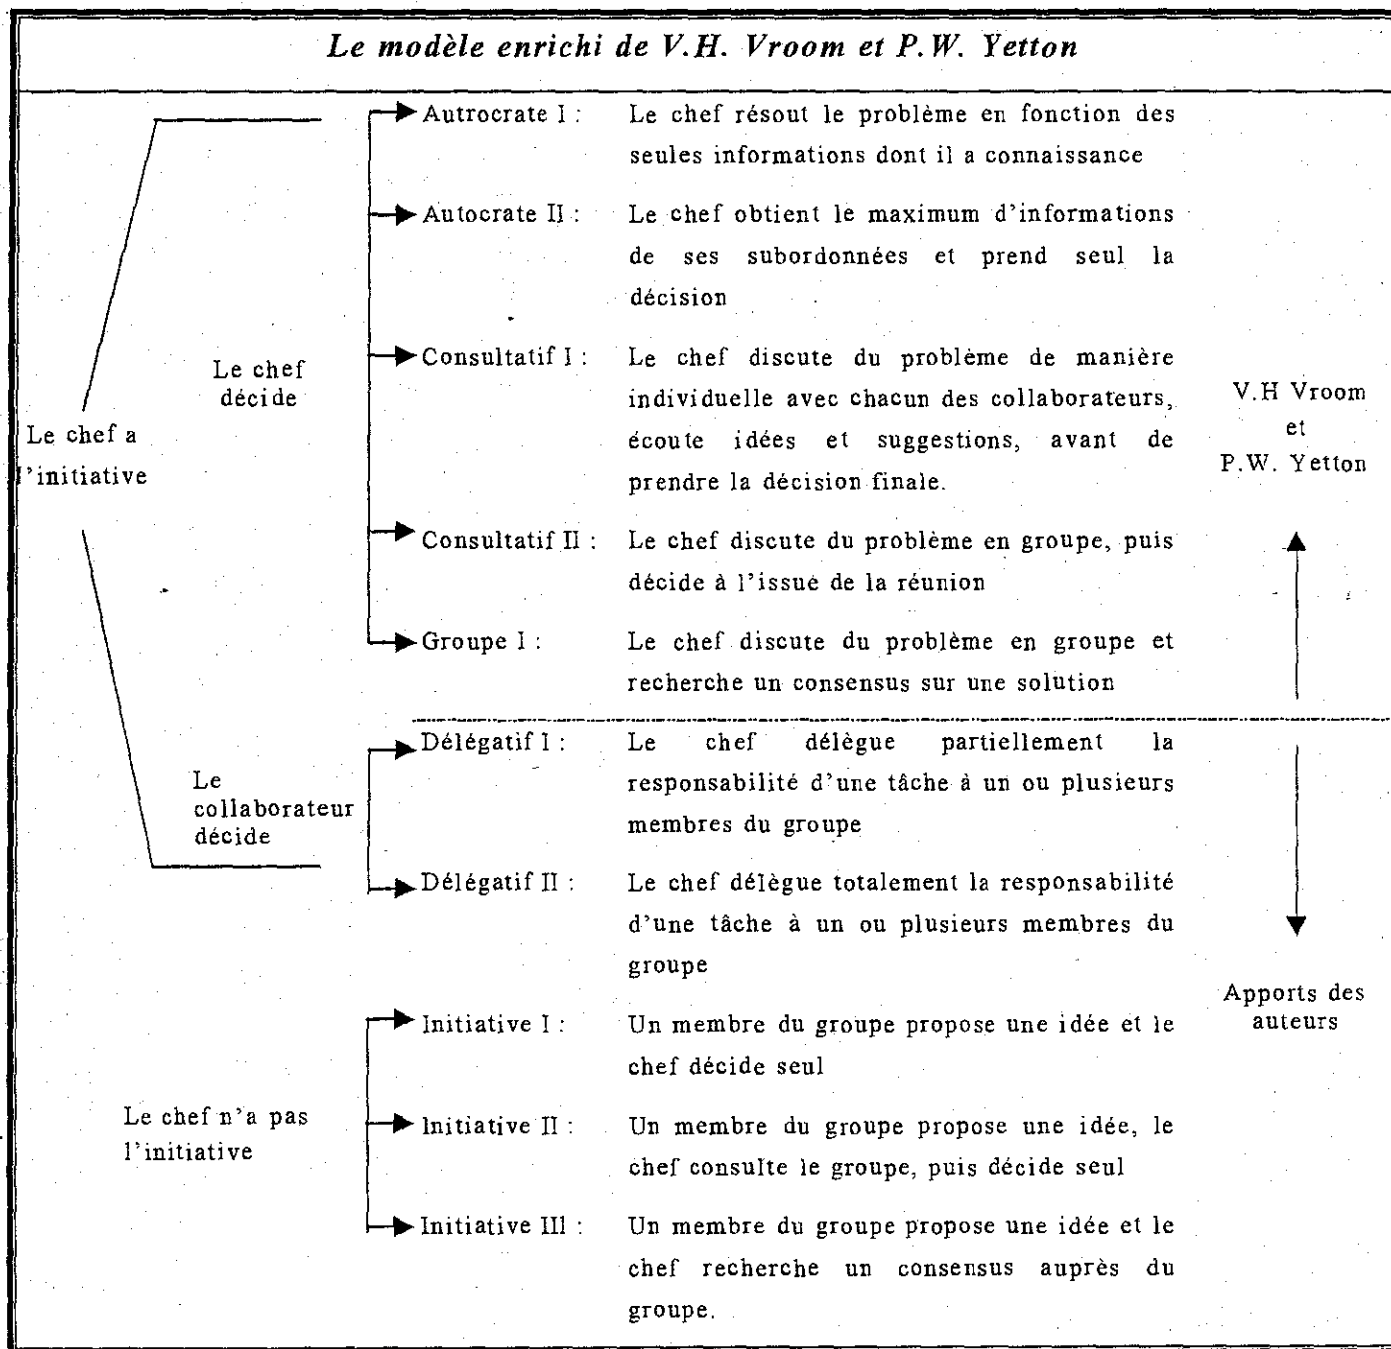 Le modèle enrichi de V.H. Vroom et P.W. Yetton
Autrocrate I : Le chef résout le problème en fonction des
seules informations dont il a connaissance
Autocrate II : Le chef obtient le maximum d'informations
de ses subordonnées et prend seul la
décision
Le chef
décide
Consultatif I : Le chef discute du problème de manière
individuelle avec chacun des collaborateurs,
écoute idées et suggestions, avant de
prendre la décision finale.
V.H Vroom
et
P.W. Yetton
Le chef a
l'initiative
Consultatif II : Le chef discute du problème en groupe, puis
décide à l'issue de la réunion
Groupe I : Le chef discute du problème en groupe et
recherche un consensus sur une solution
Le
collaborateur
décide
Délégatif I : Le chef délègue partiellement la
responsabilité d'une tâche à un ou plusieurs
membres du groupe
Délégatif II : Le chef délègue totalement la responsabilité
d'une tâche à un ou plusieurs membres du
groupe
Apports des
auteurs
Le chef n'a pas
l'initiative
Initiative I : Un membre du groupe propose une idée et le
chef décide seul
Initiative II : Un membre du groupe propose une idée, le
chef consulte le groupe, puis décide seul
Initiative III : Un membre du groupe propose une idée et le
chef recherche un consensus auprès du
groupe.